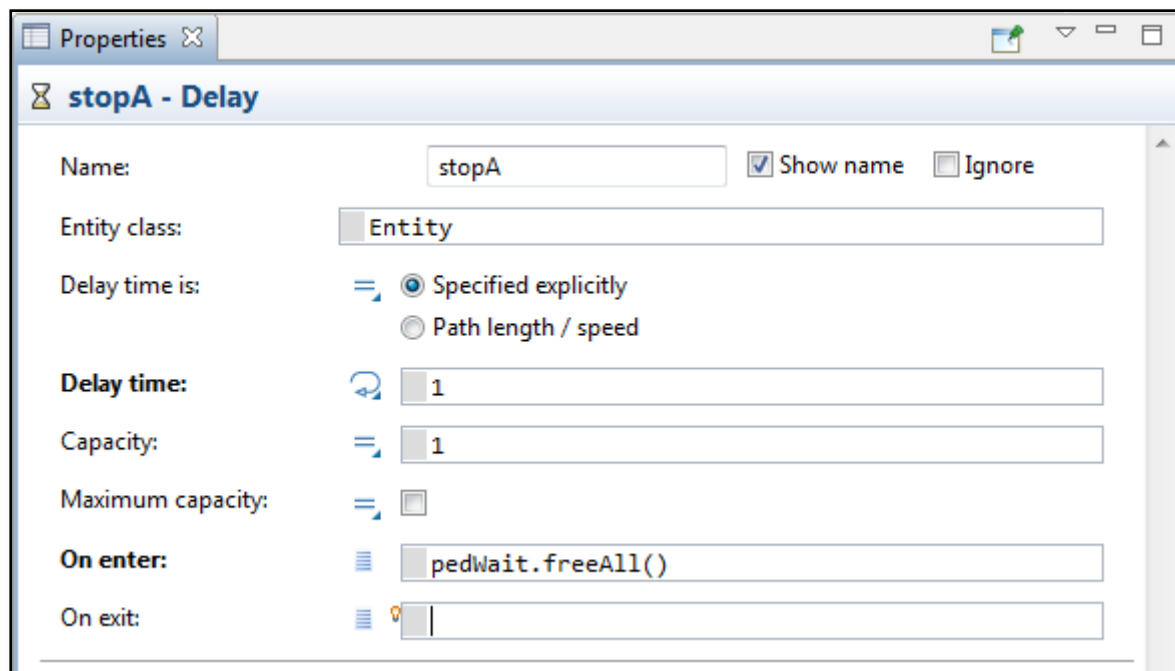 Properties
stopA - Delay
Name: stopA Show name Ignore
Entity class: Entity
Delay time is: Specified explicitly
Path length / speed
Delay time: 1
Capacity: 1
Maximum capacity:
On enter: pedWait.freeAll()
On exit: